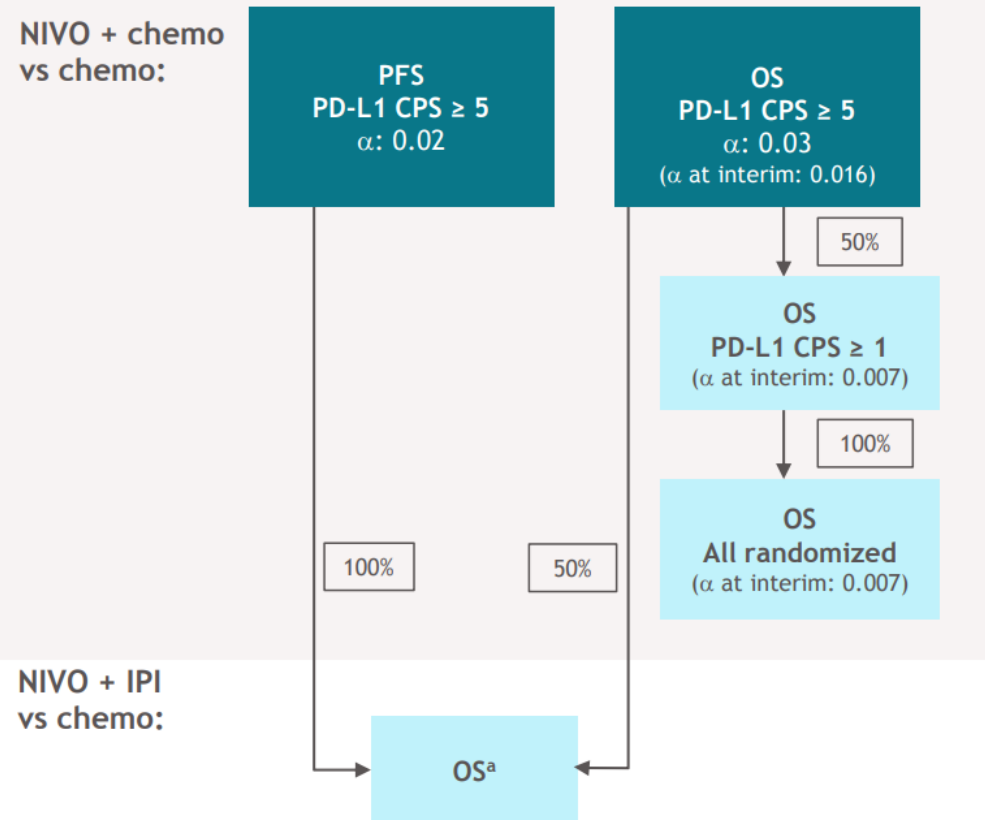 NIVO + chemo
vs chemo:
PFS
PD-L1 CPS ≥ 5
α: 0.02
OS
PD-L1 CPS ≥ 5
α: 0.03
(α at interim: 0.016)
50%
OS
PD-L1 CPS ≥ 1
(α at interim: 0.007)
100%
OS
All randomized
(α at interim: 0.007)
100%
50%
NIVO + IPI
vs chemo:
OSᵃ